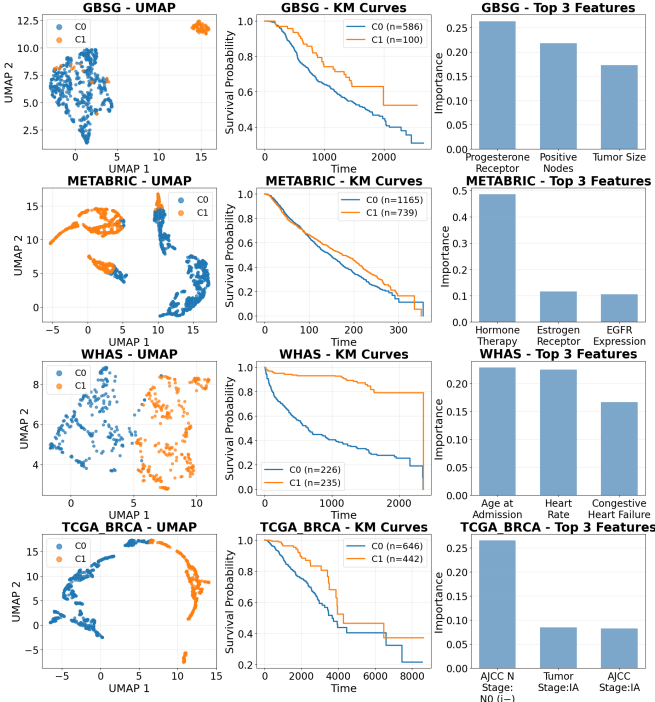 GBSG - UMAP
GBSG - KM Curves
GBSG - Top 3 Features
12.5
10.0
7.5
5.0
2.5
UMAP 2
C0
C1
0
5
10
15
UMAP 1
1.0
0.8
0.6
0.4
Survival Probability
C0 (n=586)
C1 (n=100)
0
1000
2000
Time
0.25
0.20
0.15
0.10
0.05
0.00
Importance
Progesterone
Receptor
Positive
Nodes
Tumor Size
METABRIC - UMAP
METABRIC - KM Curves
METABRIC - Top 3 Features
15
10
5
0
UMAP 2
C0
C1
−5
0
5
10
15
UMAP 1
1.0
0.8
0.6
0.4
0.2
0.0
Survival Probability
C0 (n=1165)
C1 (n=739)
0
100
200
300
Time
0.5
0.4
0.3
0.2
0.1
0.0
Importance
Hormone
Therapy
Estrogen
Receptor
EGFR
Expression
WHAS - UMAP
WHAS - KM Curves
WHAS - Top 3 Features
8
6
4
UMAP 2
C0
C1
0
5
10
UMAP 1
1.0
0.8
0.6
0.4
0.2
0.0
Survival Probability
C0 (n=226)
C1 (n=235)
0
1000
2000
Time
0.20
0.15
0.10
0.05
0.00
Importance
Age at
Admission
Heart
Rate
Congestive
Heart Failure
TCGA_BRCA - UMAP
TCGA_BRCA - KM Curves
TCGA_BRCA - Top 3 Features
15
10
5
0
−5
UMAP 2
C0
C1
−5
0
5
10
UMAP 1
1.0
0.8
0.6
0.4
0.2
Survival Probability
C0 (n=646)
C1 (n=442)
0
2000
4000
6000
8000
Time
0.25
0.20
0.15
0.10
0.05
0.00
Importance
AJCC N
Stage:
N0 (i−)
Tumor
Stage:IA
AJCC
Stage:IA